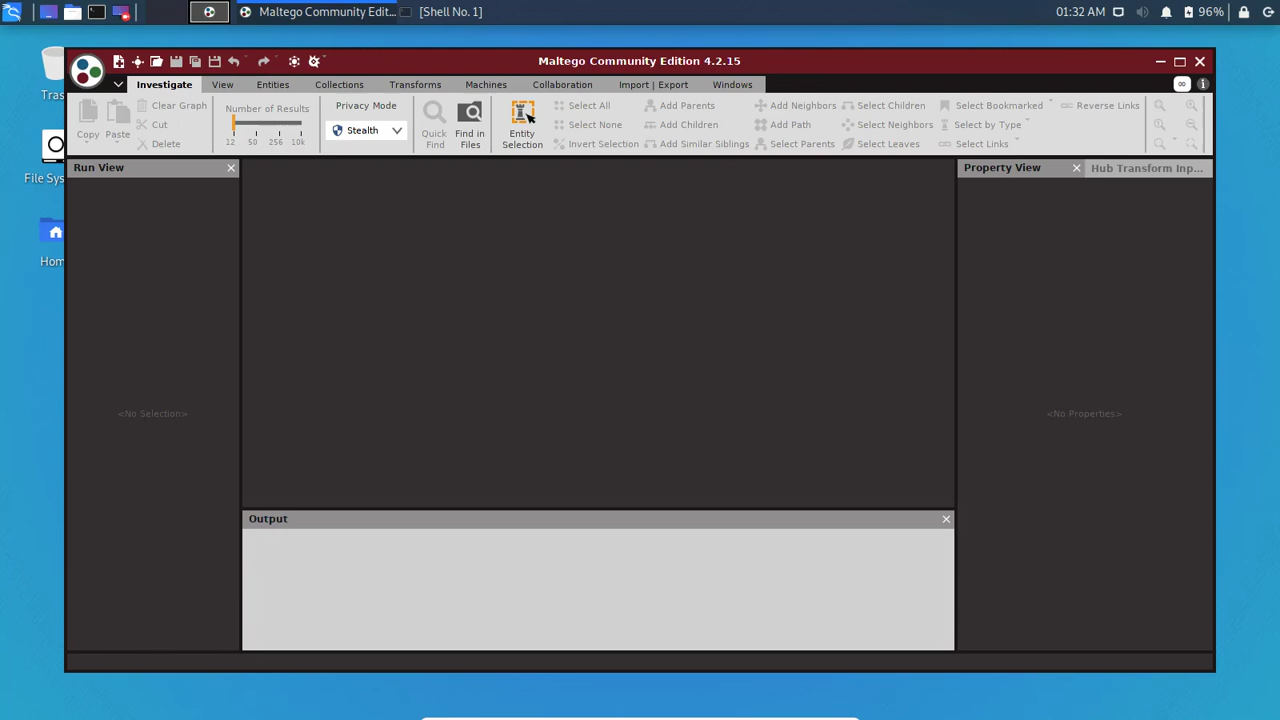 Maltego Community Edit...
[Shell No. 1]
01:32 AM
96%
Tras
File Sys
Hom
Maltego Community Edition 4.2.15
Investigate
View
Entities
Collections
Transforms
Machines
Collaboration
Import | Export
Windows
Copy
Paste
Clear Graph
Cut
Delete
Number of Results
12 50 256 10k
Privacy Mode
Stealth
Quick
Find
Find in
Files
Entity
Selection
Select All
Select None
Invert Selection
Add Parents
Add Children
Add Similar Siblings
Add Neighbors
Add Path
Select Parents
Select Children
Select Neighbors
Select Leaves
Select Bookmarked
Select by Type
Select Links
Reverse Links
Run View
<No Selection>
Output
Property View
Hub Transform Inp...
<No Properties>